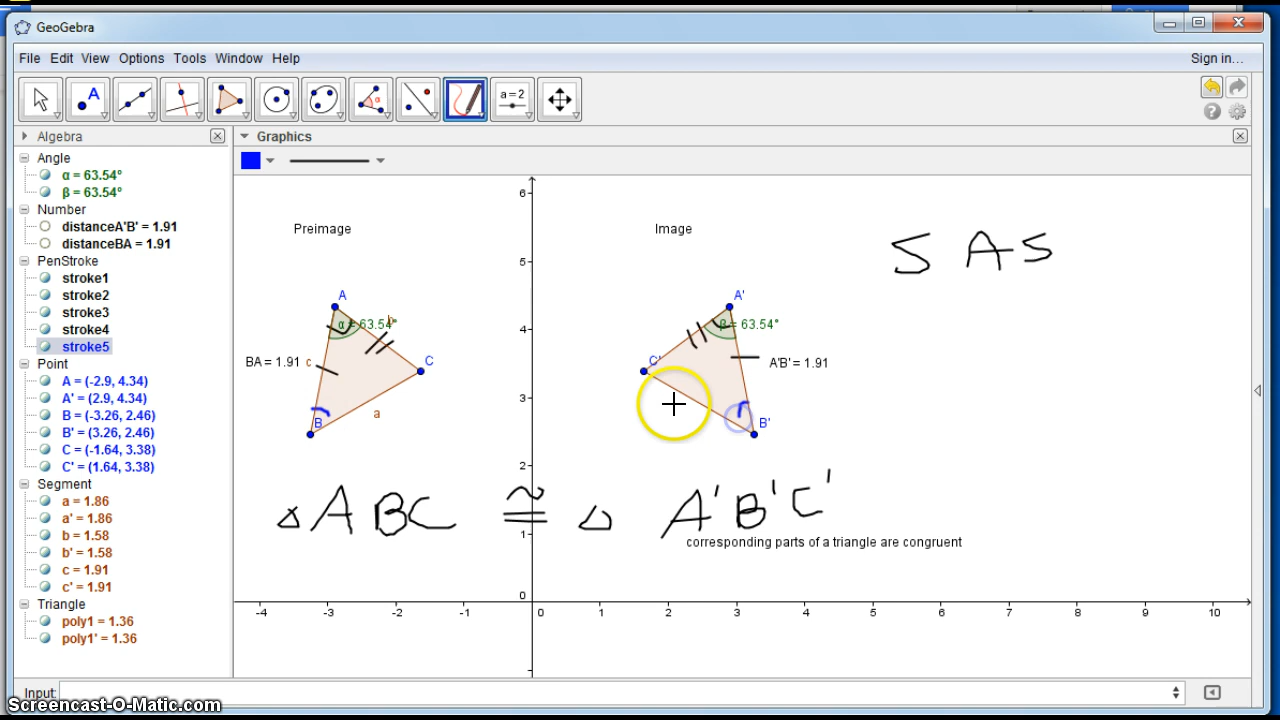 GeoGebra
File Edit View Options Tools Window Help
Sign in...
a=2
Algebra
Graphics
Angle
α = 63.54°
β = 63.54°
Number
distanceA'B' = 1.91
distanceBA = 1.91
PenStroke
stroke1
stroke2
stroke3
stroke4
stroke5
Point
A = (-2.9, 4.34)
A' = (2.9, 4.34)
B = (-3.26, 2.46)
B' = (3.26, 2.46)
C = (-1.64, 3.38)
C' = (1.64, 3.38)
Segment
a = 1.86
a' = 1.86
b = 1.58
b' = 1.58
c = 1.91
c' = 1.91
Triangle
poly1 = 1.36
poly1' = 1.36
Preimage
Image
S A S
A
α = 63.54°
b
BA = 1.91
c
C
B
a
A'
β = 63.54°
C'
A'B' = 1.91
B'
△ABC ≅ △ A'B'C'
corresponding parts of a triangle are congruent
6
5
4
3
2
1
0
-4 -3 -2 -1 0 1 2 3 4 5 6 7 8 9 10
Input:
Screencast-O-Matic.com